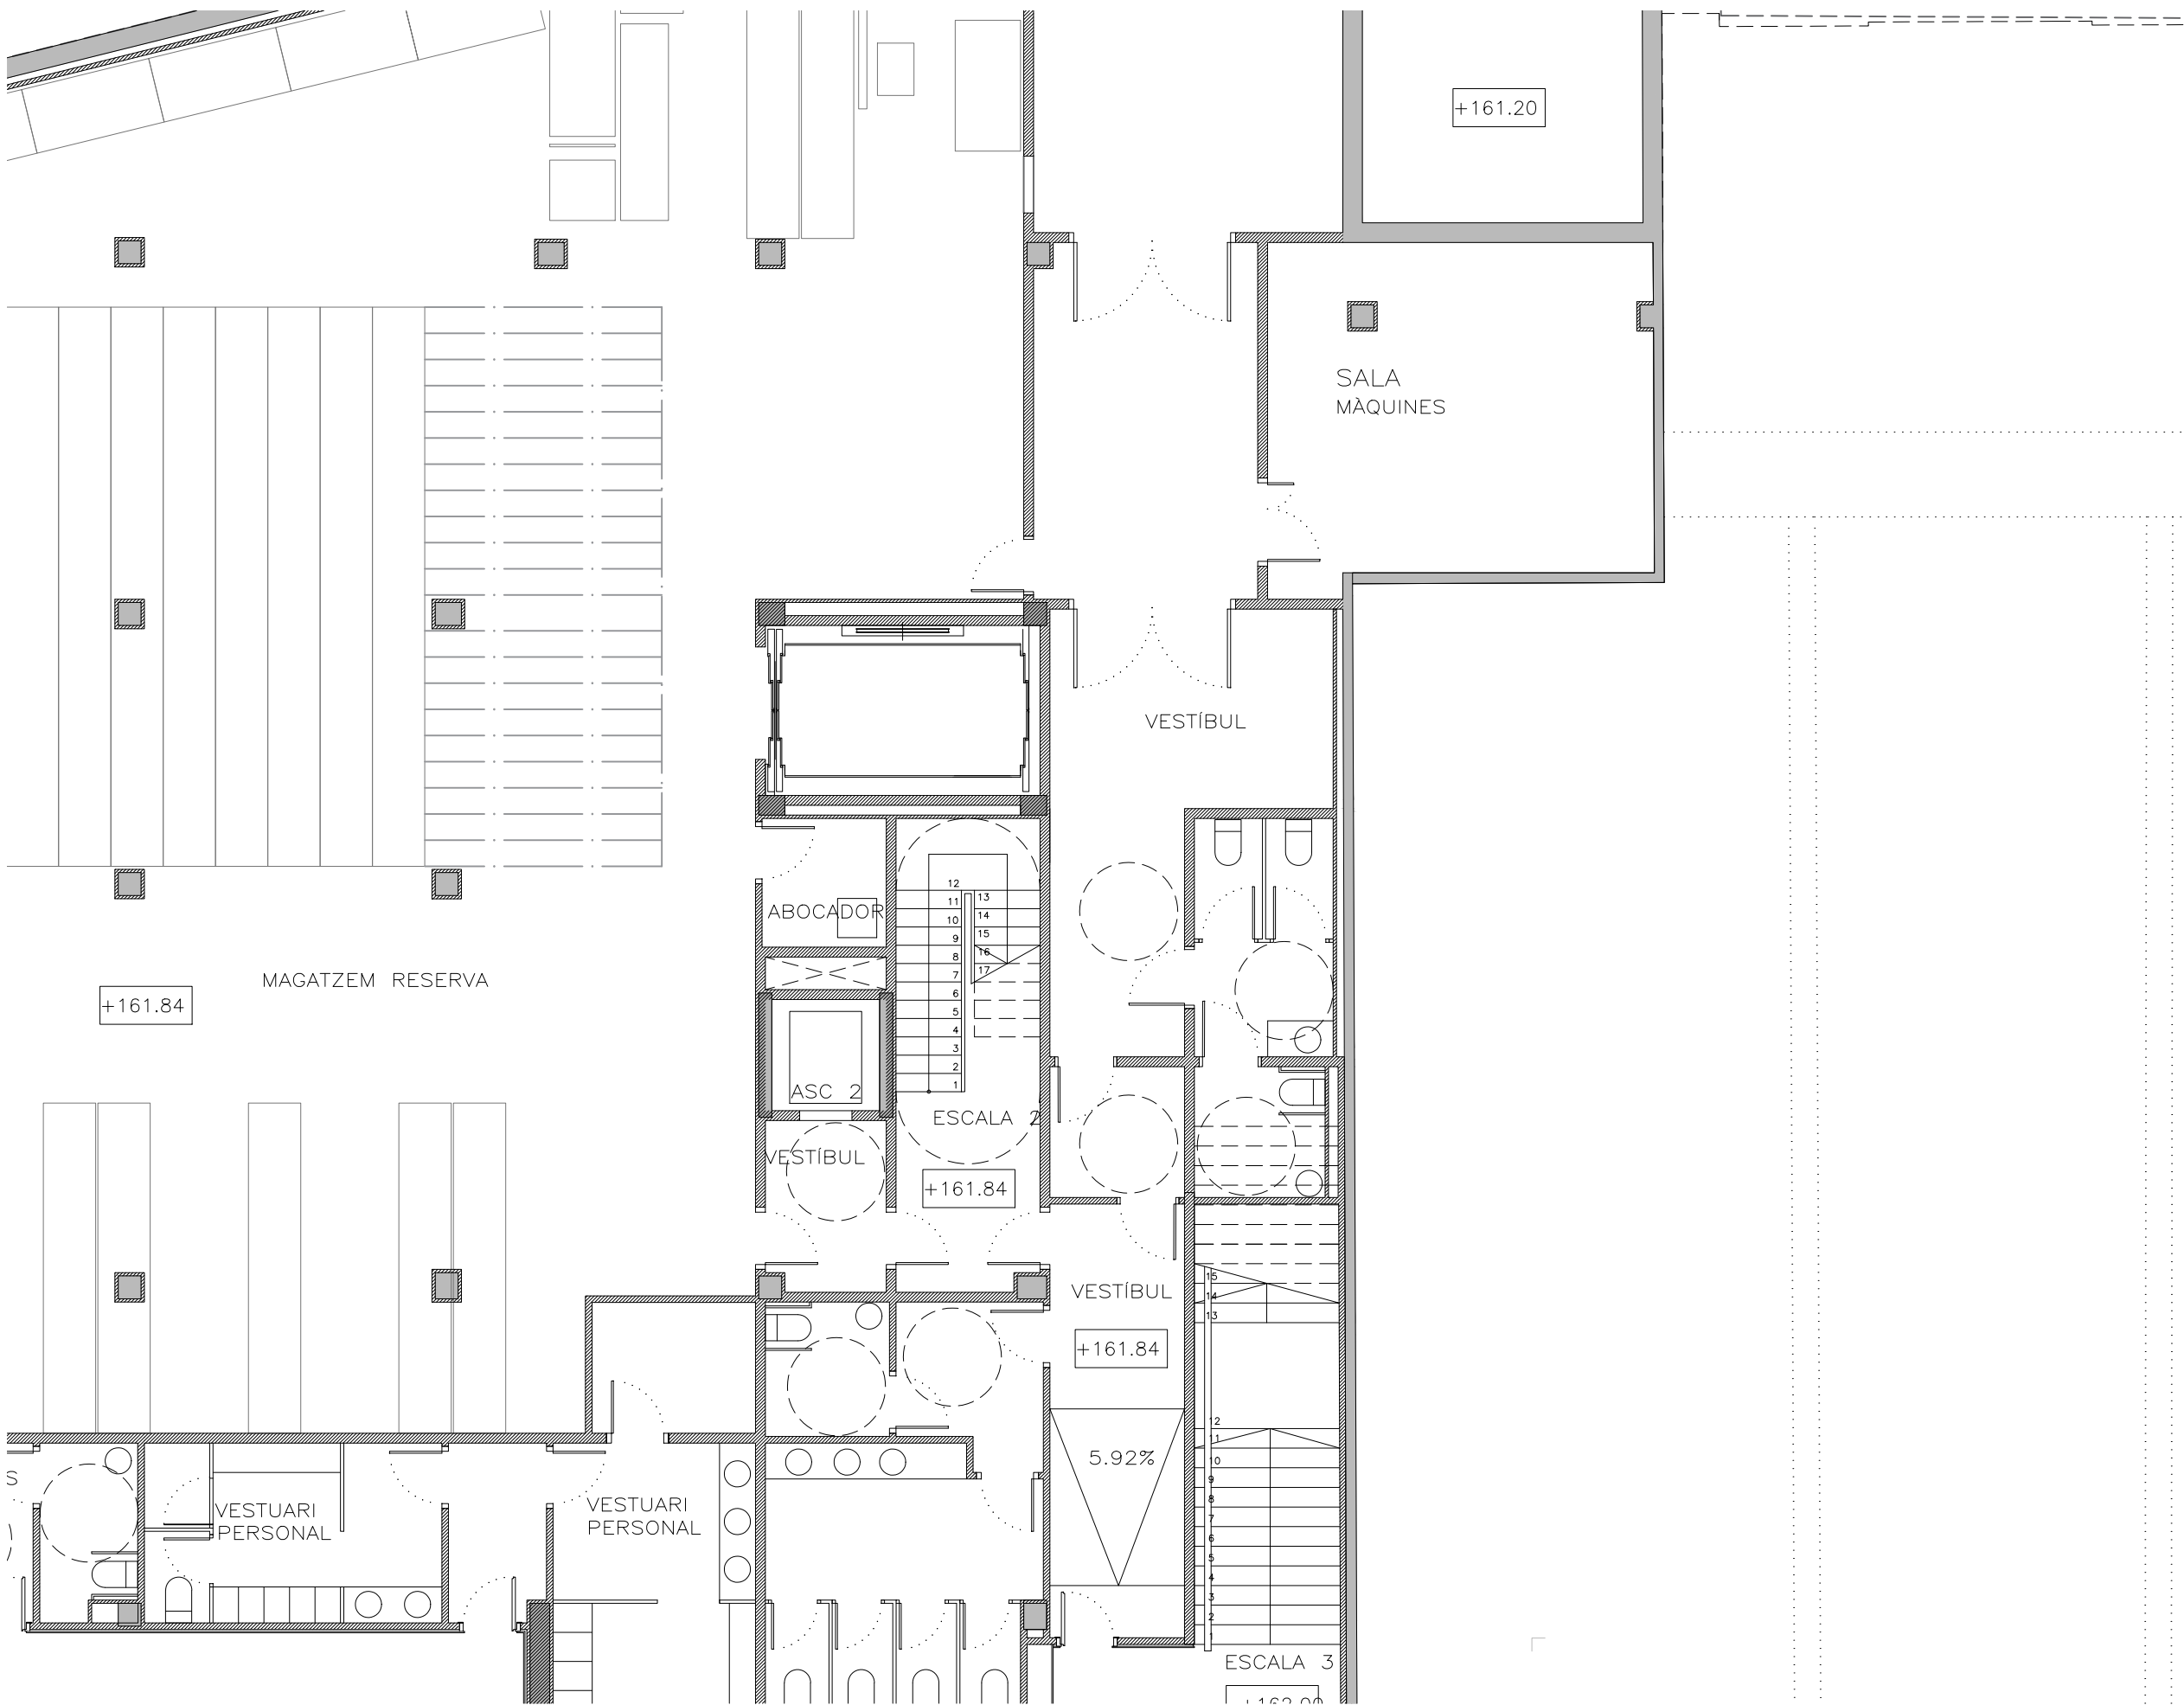 +161.20
SALA
MÀQUINES
VESTÍBUL
12
11
10
9
8
7
6
5
4
3
2
1
13
14
15
16
17
ABOCADOR
MAGATZEM RESERVA
+161.84
ASC 2
ESCALA 2
VESTÍBUL
+161.84
VESTÍBUL
+161.84
15
14
13
12
11
10
9
8
7
6
5
4
3
2
1
5.92%
S
VESTUARI
PERSONAL
VESTUARI
PERSONAL
ESCALA 3